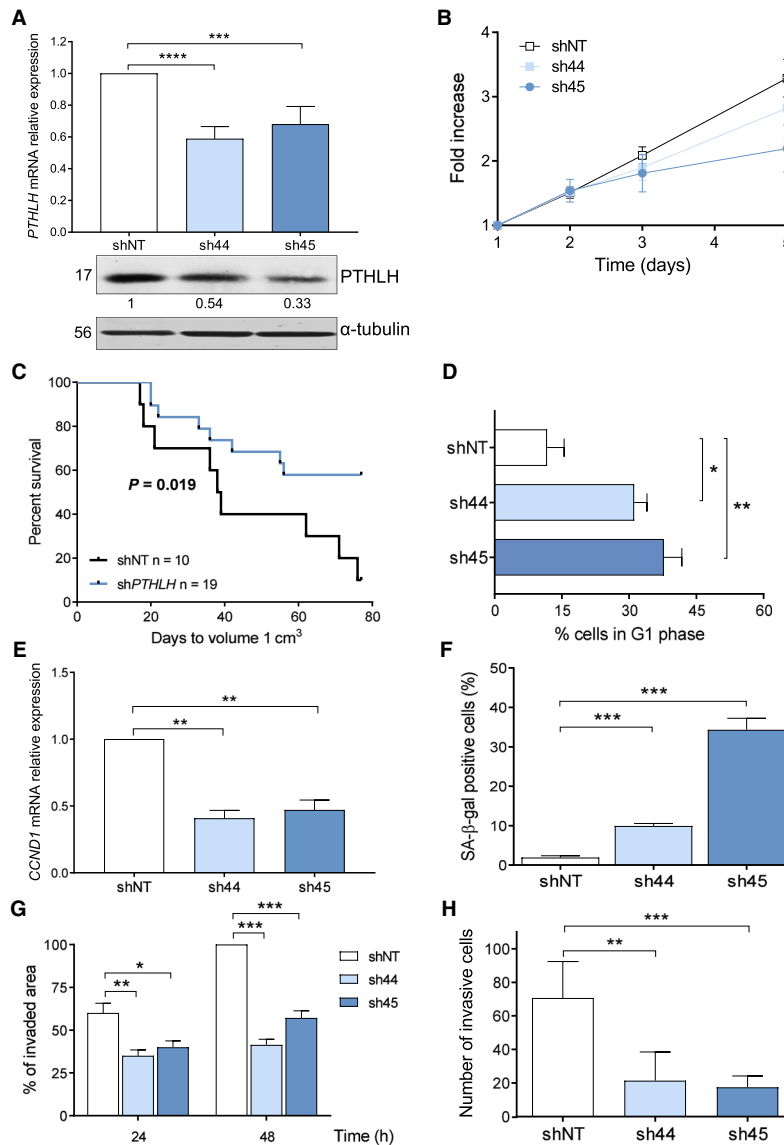 A
PTHLH mRNA relative expression
1.2
1.0
0.8
0.6
0.4
0.2
0.0
***
****
shNT
sh44
sh45
17
PTHLH
1
0.54
0.33
56
α-tubulin
B
Fold increase
4
3
2
1
shNT
sh44
sh45
1
2
3
4
Time (days)
C
Percent survival
100
80
60
40
20
0
P = 0.019
shNT n = 10
shPTHLH n = 19
0
20
40
60
80
Days to volume 1 cm³
D
shNT
sh44
sh45
*
**
0
15
30
45
60
% cells in G1 phase
E
CCND1 mRNA relative expression
1.5
1.0
0.5
0.0
**
**
shNT
sh44
sh45
F
SA-β-gal positive cells (%)
50
40
30
20
10
0
***
***
shNT
sh44
sh45
G
% of invaded area
100
75
50
25
0
*
**
***
***
shNT
sh44
sh45
24
48
Time (h)
H
Number of invasive cells
100
80
60
40
20
0
***
**
shNT
sh44
sh45